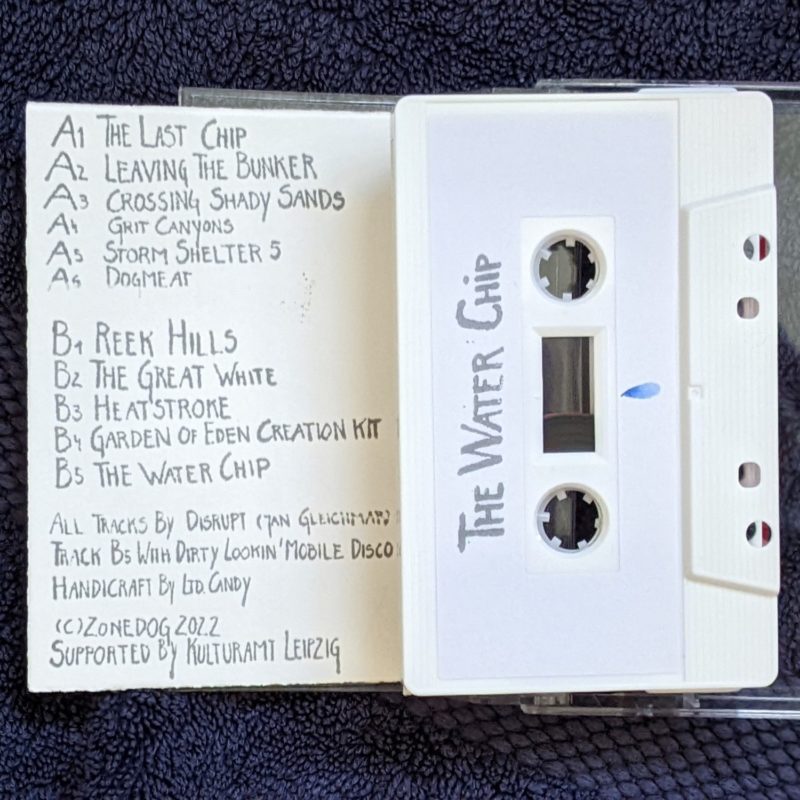 A1 THE LAST CHIP
A2 LEAVING THE BUNKER
A3 CROSSING SHADY SANDS
A4 GRIT CANYONS
A5 STORM SHELTER 5
A6 DOGMEAT
B1 REEK HILLS
B2 THE GREAT WHITE
B3 HEATSTROKE
B4 GARDEN OF EDEN CREATION KIT
B5 THE WATER CHIP
ALL TRACKS BY DISRUPT (JAN GLEICHMAR)
TRACK B5 WITH DIRTY LOOKIN' MOBILE DISCO
HANDICRAFT BY LTD. CANDY
(C) ZONEDOG 2022
SUPPORTED BY KULTURAMT LEIPZIG
THE WATER CHIP